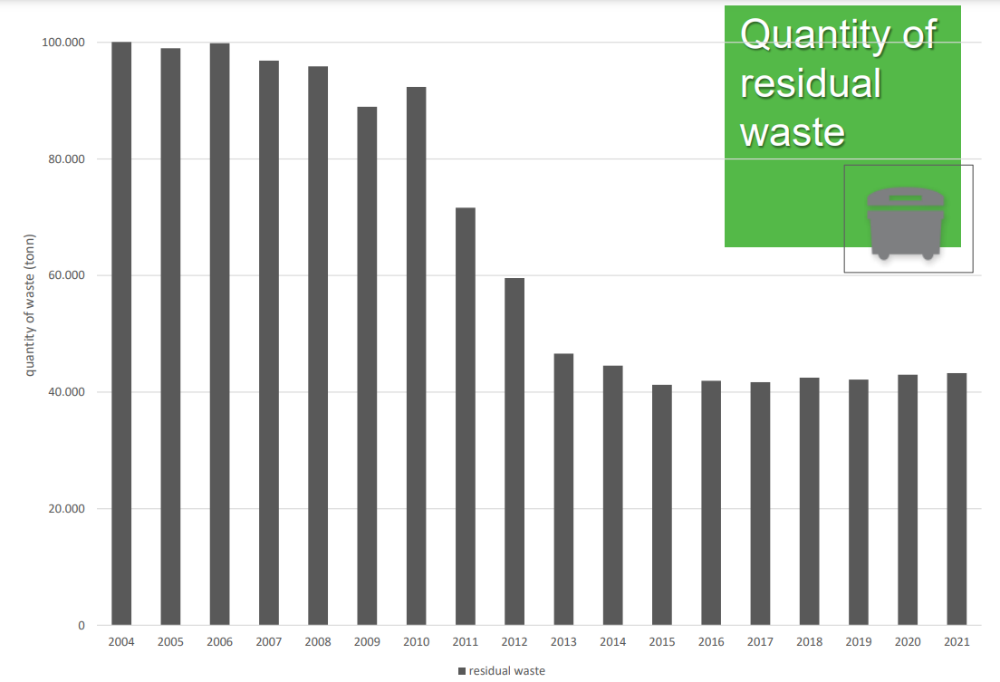 Quantity of
residual
waste
100.000
80.000
60.000
40.000
20.000
0
quantity of waste (tonn)
2004 2005 2006 2007 2008 2009 2010 2011 2012 2013 2014 2015 2016 2017 2018 2019 2020 2021
residual waste